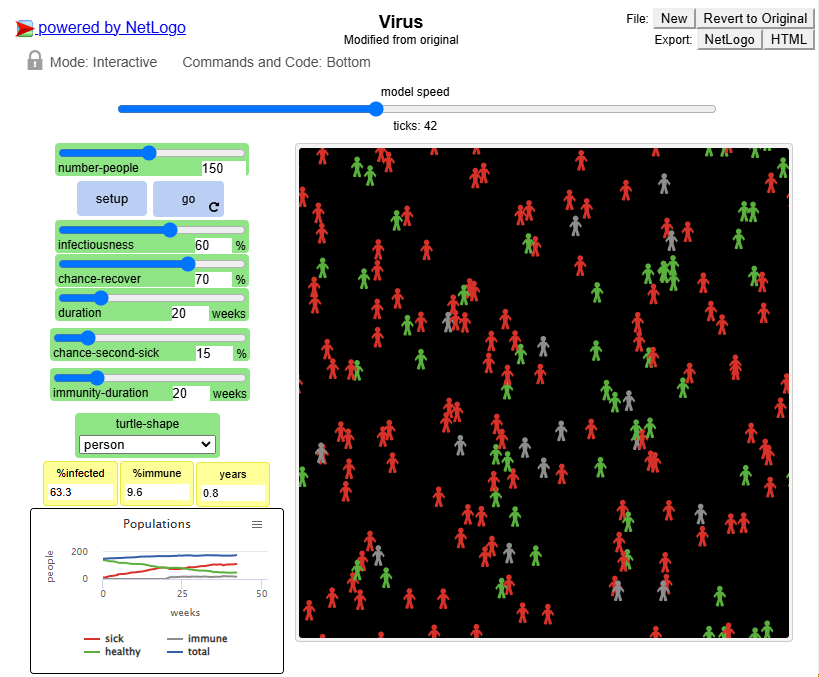 powered by NetLogo
Virus
Modified from original
File: New Revert to Original
Export: NetLogo HTML
Mode: Interactive Commands and Code: Bottom
model speed
ticks: 42
number-people 150
setup go
infectiousness 60 %
chance-recover 70 %
duration 20 weeks
chance-second-sick 15 %
immunity-duration 20 weeks
turtle-shape
person
%infected %immune years
63.3 9.6 0.8
Populations
people
200
0
0 25 50
weeks
sick immune
healthy total